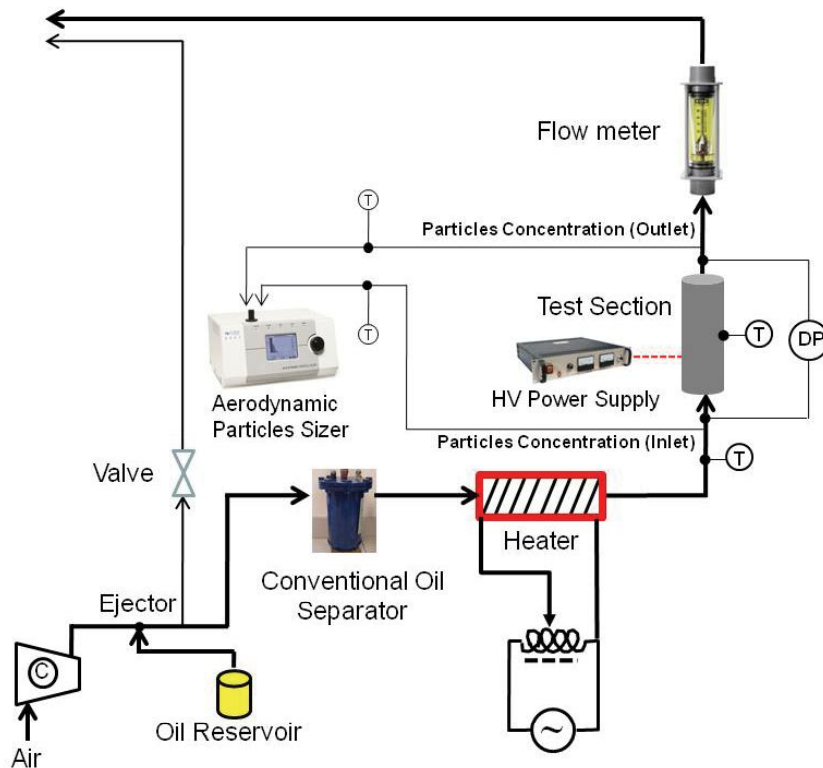 Flow meter
T
Particles Concentration (Outlet)
T
Test Section
T
DP
HV Power Supply
Aerodynamic
Particles Sizer
Particles Concentration (Inlet)
T
Valve
Heater
Conventional Oil
Separator
Ejector
C
Oil Reservoir
~
Air